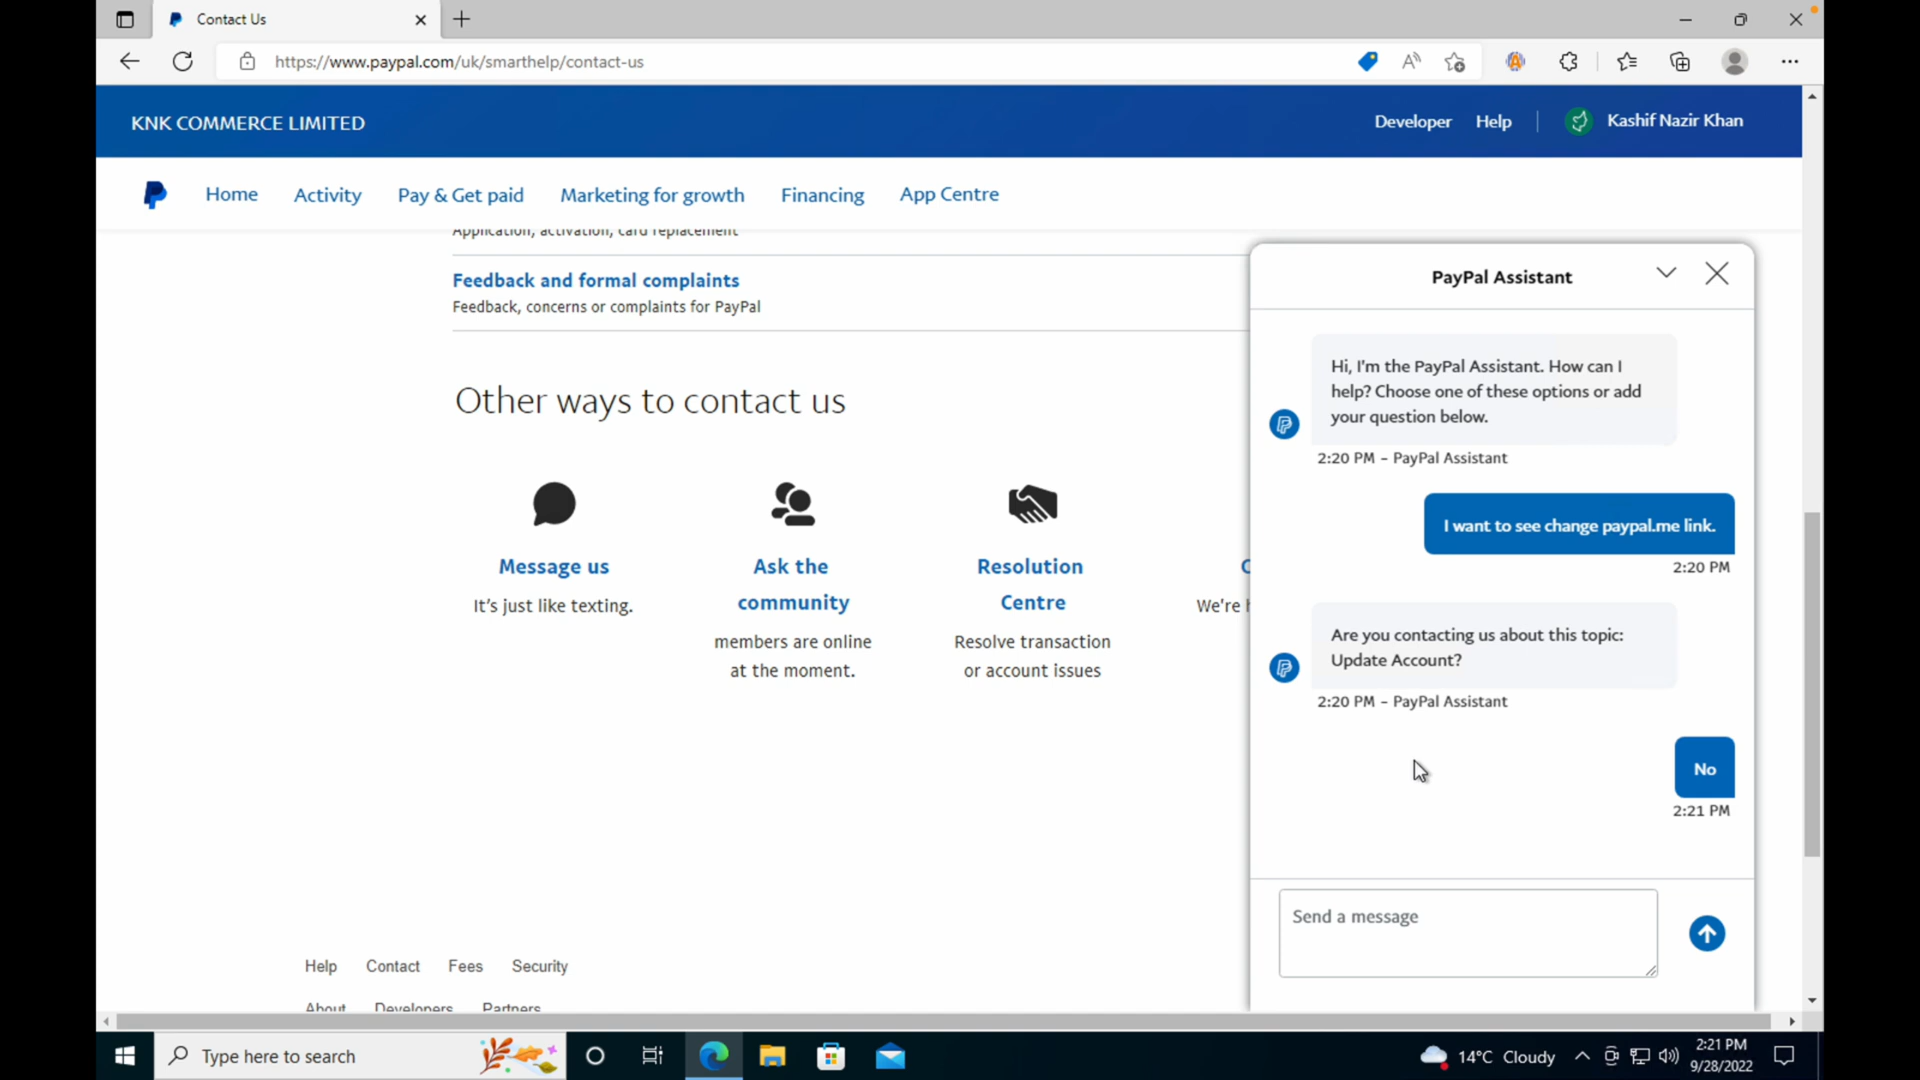 Contact Us
https://www.paypal.com/uk/smarthelp/contact-us
KNK COMMERCE LIMITED
Developer Help Kashif Nazir Khan
Home Activity Pay & Get paid Marketing for growth Financing App Centre
Application, activation, card replacement
Feedback and formal complaints
Feedback, concerns or complaints for PayPal
Other ways to contact us
Message us
It's just like texting.
Ask the
community
members are online
at the moment.
Resolution
Centre
Resolve transaction
or account issues
C
We're h
PayPal Assistant
Hi, I'm the PayPal Assistant. How can I
help? Choose one of these options or add
your question below.
2:20 PM - PayPal Assistant
I want to see change paypal.me link.
2:20 PM
Are you contacting us about this topic:
Update Account?
2:20 PM - PayPal Assistant
No
2:21 PM
Send a message
Help Contact Fees Security
About Developers Partners
Type here to search
14°C Cloudy
2:21 PM
9/28/2022